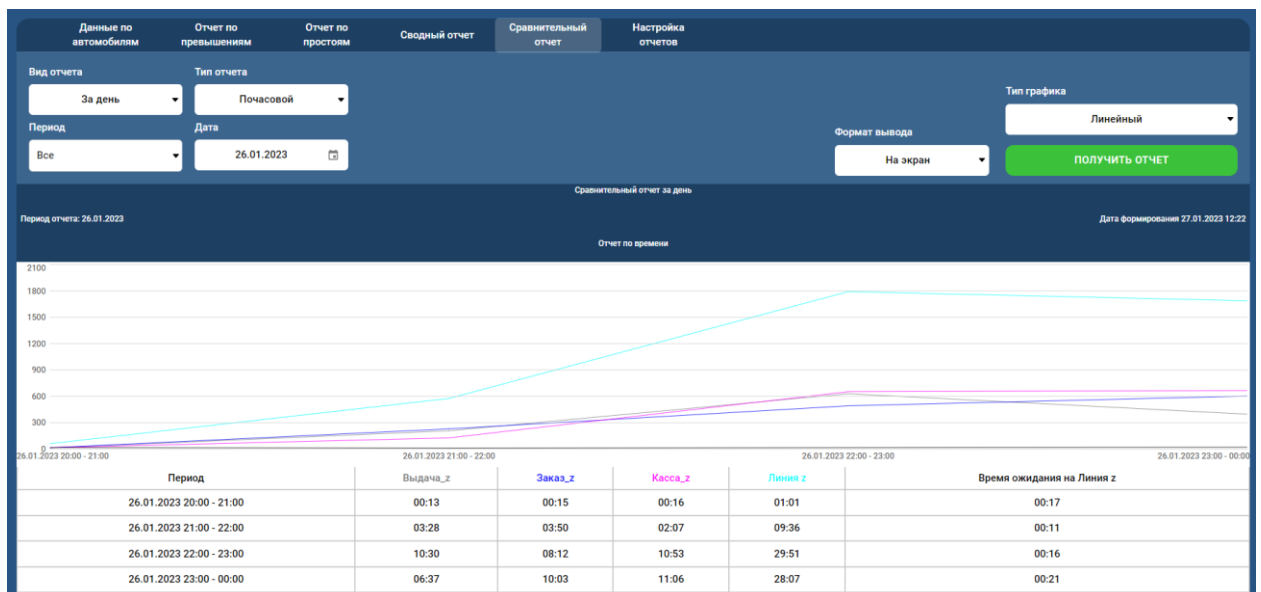 Данные по автомобилям
Отчет по превышениям
Отчет по простоям
Сводный отчет
Сравнительный отчет
Настройка отчетов
Вид отчета
Тип отчета
За день
Почасовой
Тип графика
Линейный
Период
Дата
Формат вывода
Все
26.01.2023
На экран
ПОЛУЧИТЬ ОТЧЕТ
Сравнительный отчет за день
Период отчета: 26.01.2023
Дата формирования 27.01.2023 12:22
Отчет по времени
2100
1800
1500
1200
900
600
300
0
26.01.2023 20:00 - 21:00
26.01.2023 21:00 - 22:00
26.01.2023 22:00 - 23:00
26.01.2023 23:00 - 00:00
Период Выдача_z Заказ_z Касса_z Линия z Время ожидания на Линия z
26.01.2023 20:00 - 21:00 00:13 00:15 00:16 01:01 00:17
26.01.2023 21:00 - 22:00 03:28 03:50 02:07 09:36 00:11
26.01.2023 22:00 - 23:00 10:30 08:12 10:53 29:51 00:16
26.01.2023 23:00 - 00:00 06:37 10:03 11:06 28:07 00:21